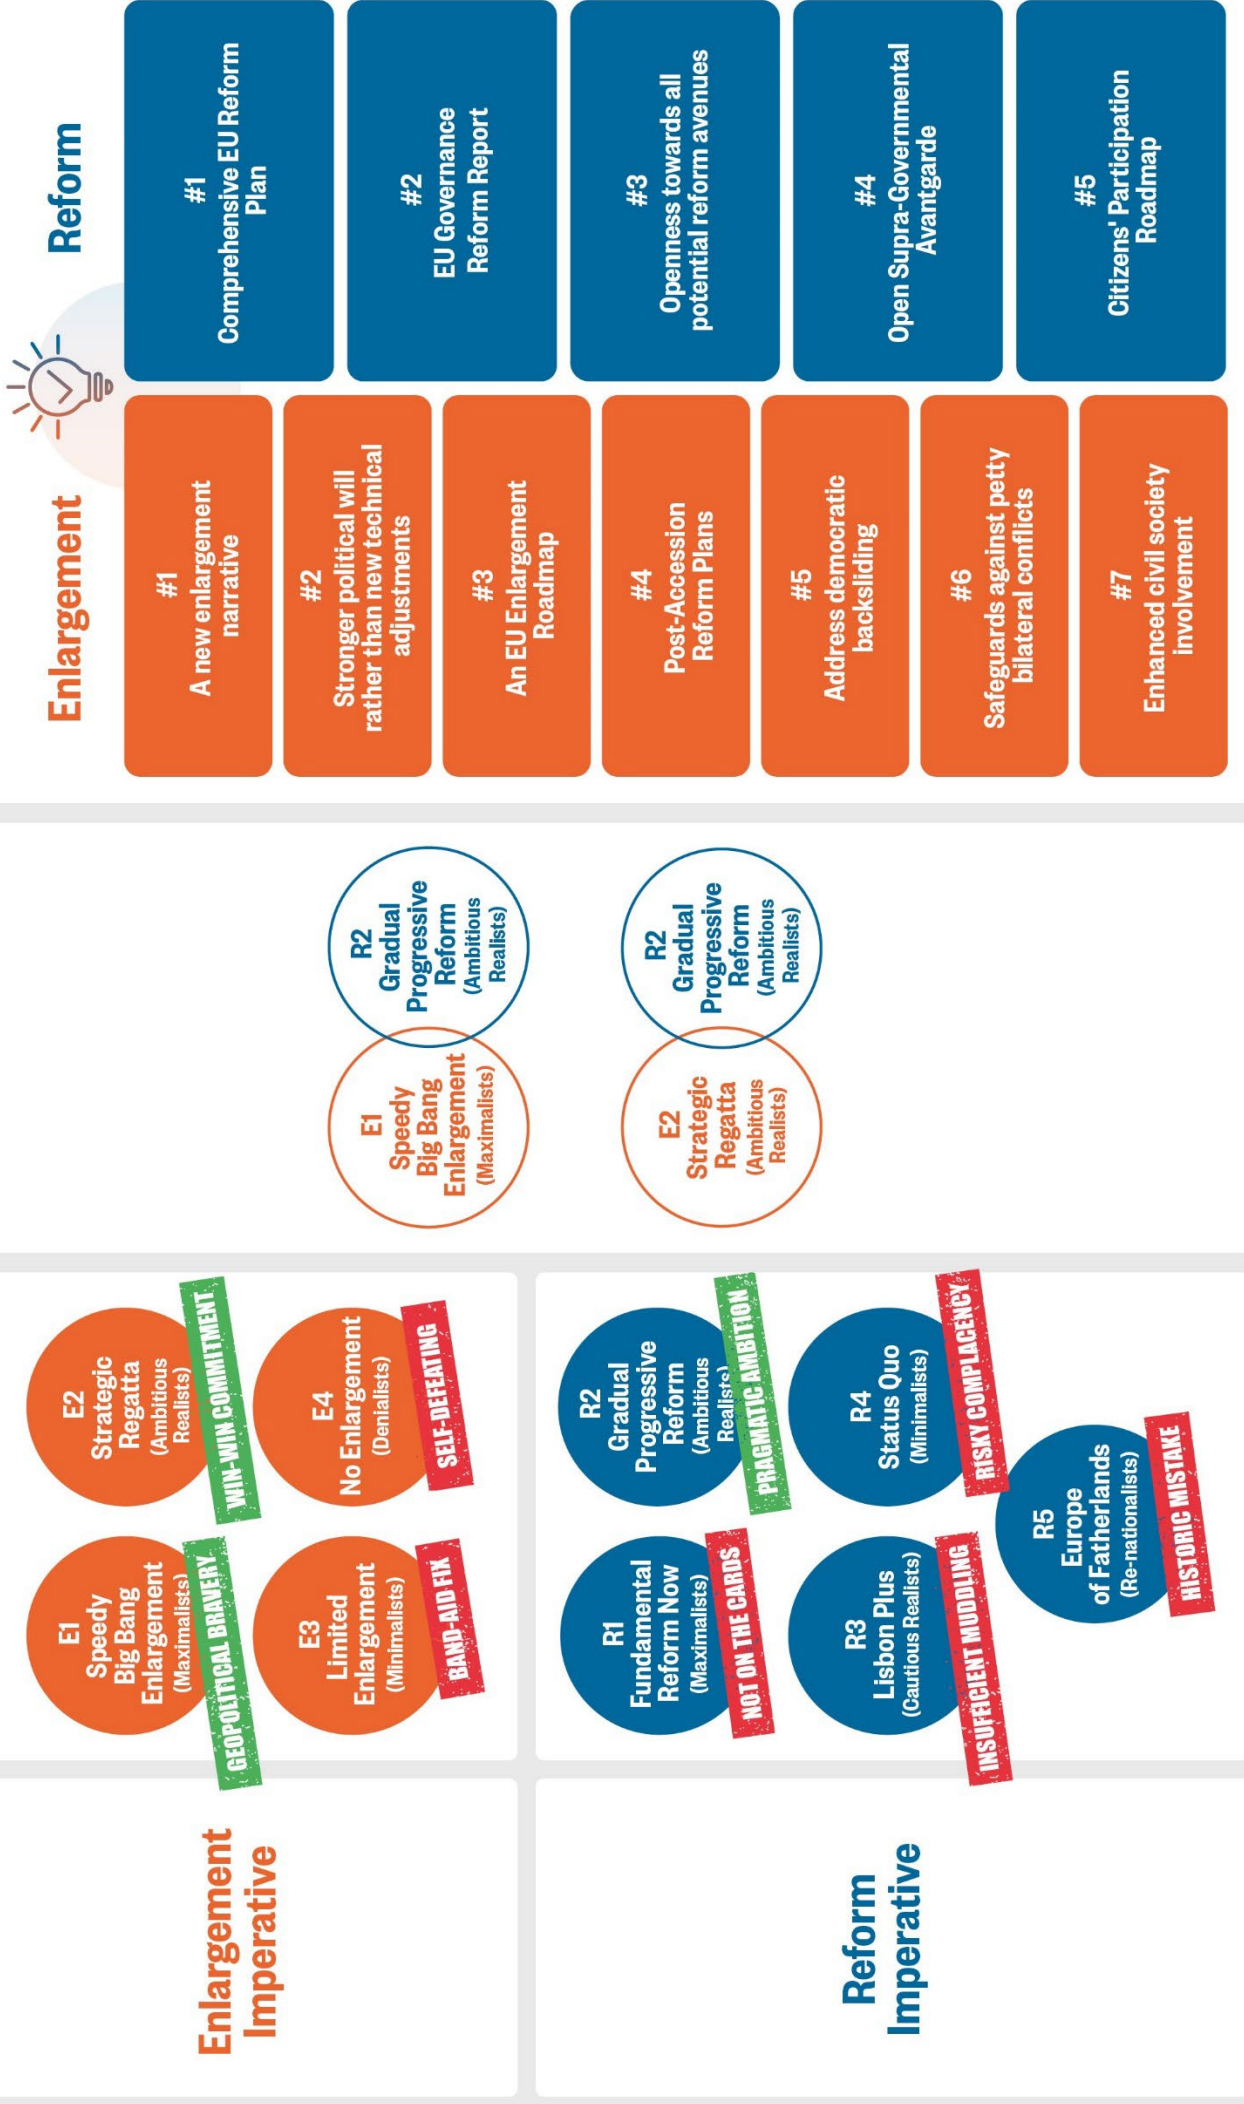 Enlargement
Imperative
Reform
Imperative
E1
Speedy
Big Bang
Enlargement
(Maximalists)
GEOPOLITICAL BRAVERY
E2
Strategic
Regatta
(Ambitious
Realists)
WIN-WIN COMMITMENT
E3
Limited
Enlargement
(Minimalists)
BAND-AID FIX
E4
No Enlargement
(Denialists)
SELF-DEFEATING
R1
Fundamental
Reform Now
(Maximalists)
NOT ON THE CARDS
R2
Gradual
Progressive
Reform
(Ambitious
Realists)
PRAGMATIC AMBITION
R3
Lisbon Plus
(Cautious Realists)
INSUFICIENT MUDDLING
R4
Status Quo
(Minimalists)
RISKY COMPLACENCY
R5
Europe
of Fatherlands
(Re-nationalists)
HISTORIC MISTAKE
E1
Speedy
Big Bang
Enlargement
(Maximalists)
R2
Gradual
Progressive
Reform
(Ambitious
Realists)
E2
Strategic
Regatta
(Ambitious
Realists)
R2
Gradual
Progressive
Reform
(Ambitious
Realists)
Enlargement
#1
A new enlargement
narrative
#2
Stronger political will
rather than new technical
adjustments
#3
An EU Enlargement
Roadmap
#4
Post-Accession
Reform Plans
#5
Address democratic
backsliding
#6
Safeguards against petty
bilateral conflicts
#7
Enhanced civil society
involvement
Reform
#1
Comprehensive EU Reform
Plan
#2
EU Governance
Reform Report
#3
Openness towards all
potential reform avenues
#4
Open Supra-Governmental
Avantgarde
#5
Citizens' Participation
Roadmap